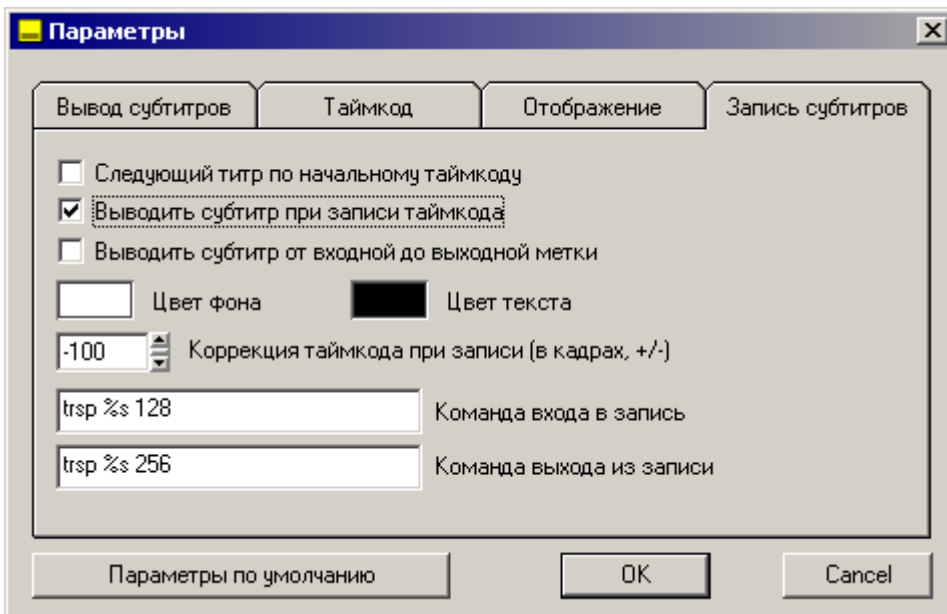 Параметры
Вывод субтитров Таймкод Отображение Запись субтитров
Следующий титр по начальному таймкоду
Выводить субтитр при записи таймкода
Выводить субтитр от входной до выходной метки
Цвет фона Цвет текста
-100 Коррекция таймкода при записи (в кадрах, +/-)
trsp %s 128 Команда входа в запись
trsp %s 256 Команда выхода из записи
Параметры по умолчанию OK Cancel